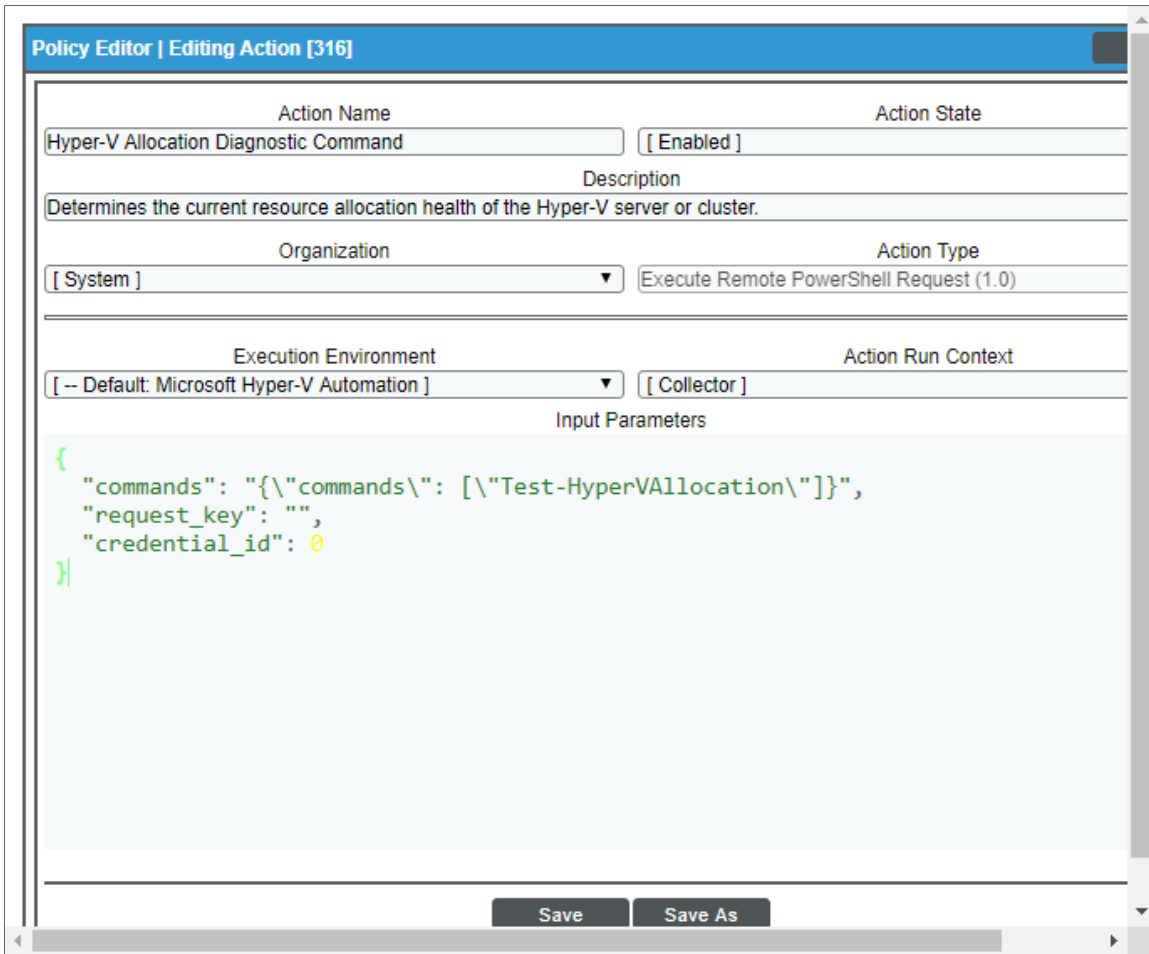 Policy Editor | Editing Action [316]
Action Name
Action State
Hyper-V Allocation Diagnostic Command
[ Enabled ]
Description
Determines the current resource allocation health of the Hyper-V server or cluster.
Organization
Action Type
[ System ]
Execute Remote PowerShell Request (1.0)
Execution Environment
Action Run Context
[ -- Default: Microsoft Hyper-V Automation ]
[ Collector ]
Input Parameters
{
"commands": "{\"commands\": [\"Test-HyperVAllocation\"]}",
"request_key": "",
"credential_id": 0
}
Save
Save As